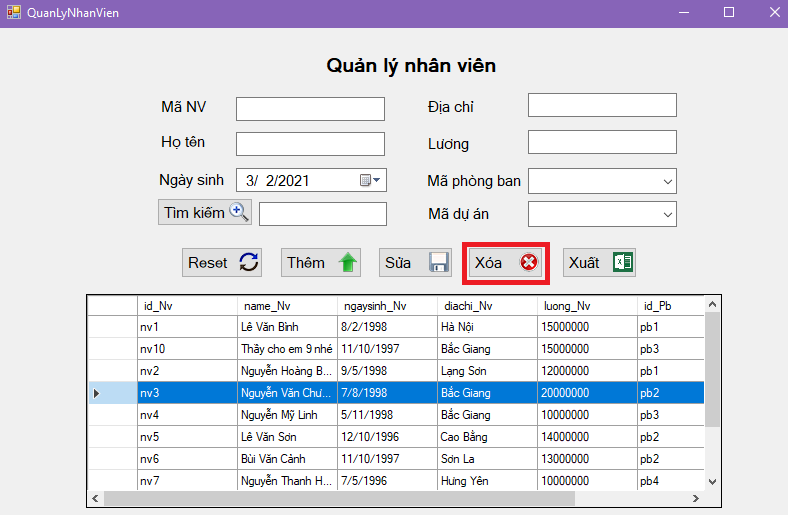 QuanLyNhanVien
Quản lý nhân viên
Mã NV
Địa chỉ
Họ tên
Lương
Ngày sinh 3/ 2/2021
Mã phòng ban
Tìm kiếm
Mã dự án
Reset Thêm Sửa Xóa Xuất
id_Nv name_Nv ngaysinh_Nv diachi_Nv luong_Nv id_Pb
nv1 Lê Văn Bình 8/2/1998 Hà Nội 15000000 pb1
nv10 Thầy cho em 9 nhé 11/10/1997 Bắc Giang 15000000 pb3
nv2 Nguyễn Hoàng B... 9/5/1998 Lạng Sơn 12000000 pb1
nv3 Nguyễn Văn Chư... 7/8/1998 Bắc Giang 20000000 pb2
nv4 Nguyễn Mỹ Linh 5/11/1998 Bắc Giang 10000000 pb3
nv5 Lê Văn Sơn 12/10/1996 Cao Bằng 14000000 pb2
nv6 Bùi Văn Cảnh 11/10/1997 Sơn La 13000000 pb2
nv7 Nguyễn Thanh H... 7/5/1996 Hưng Yên 10000000 pb4